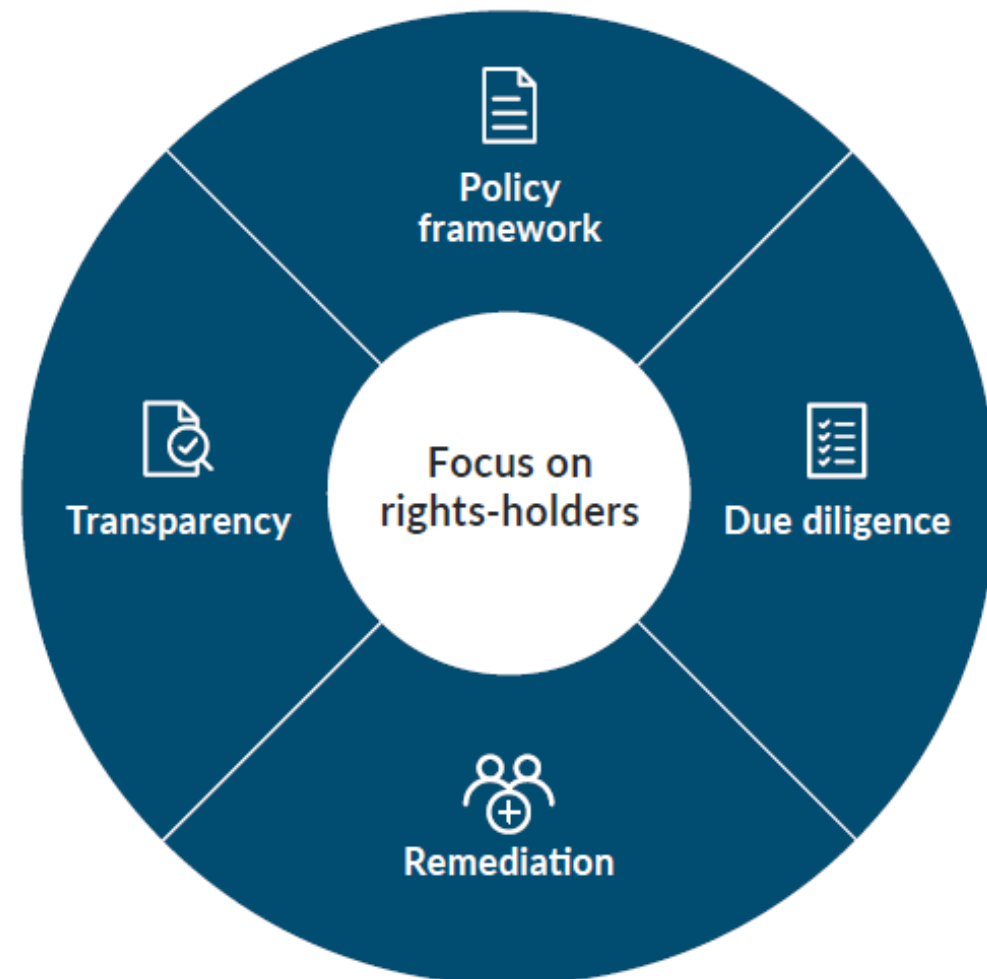 Policy
framework
Focus on
rights-holders
Transparency
Due diligence
Remediation